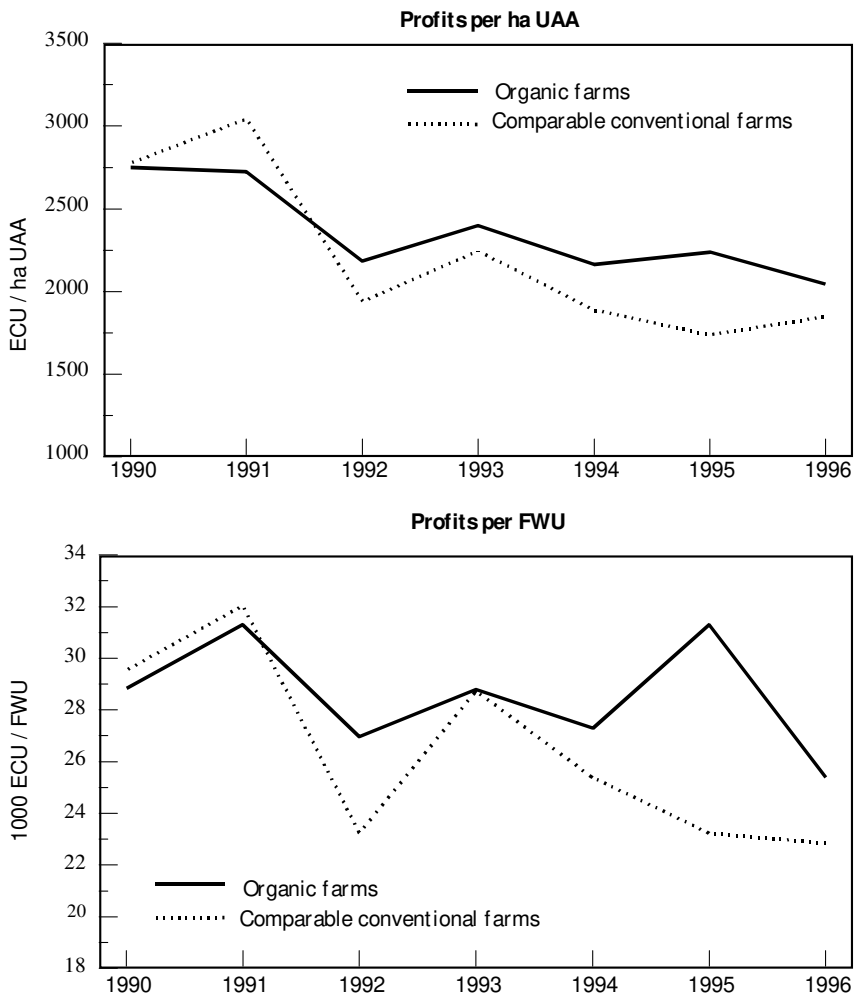 Profits per ha UAA
3500
3000
2500
2000
1500
1000
ECU / ha UAA
Organic farms
Comparable conventional farms
1990 1991 1992 1993 1994 1995 1996
Profits per FWU
34
32
30
28
26
24
22
20
18
1000 ECU / FWU
Organic farms
Comparable conventional farms
1990 1991 1992 1993 1994 1995 1996